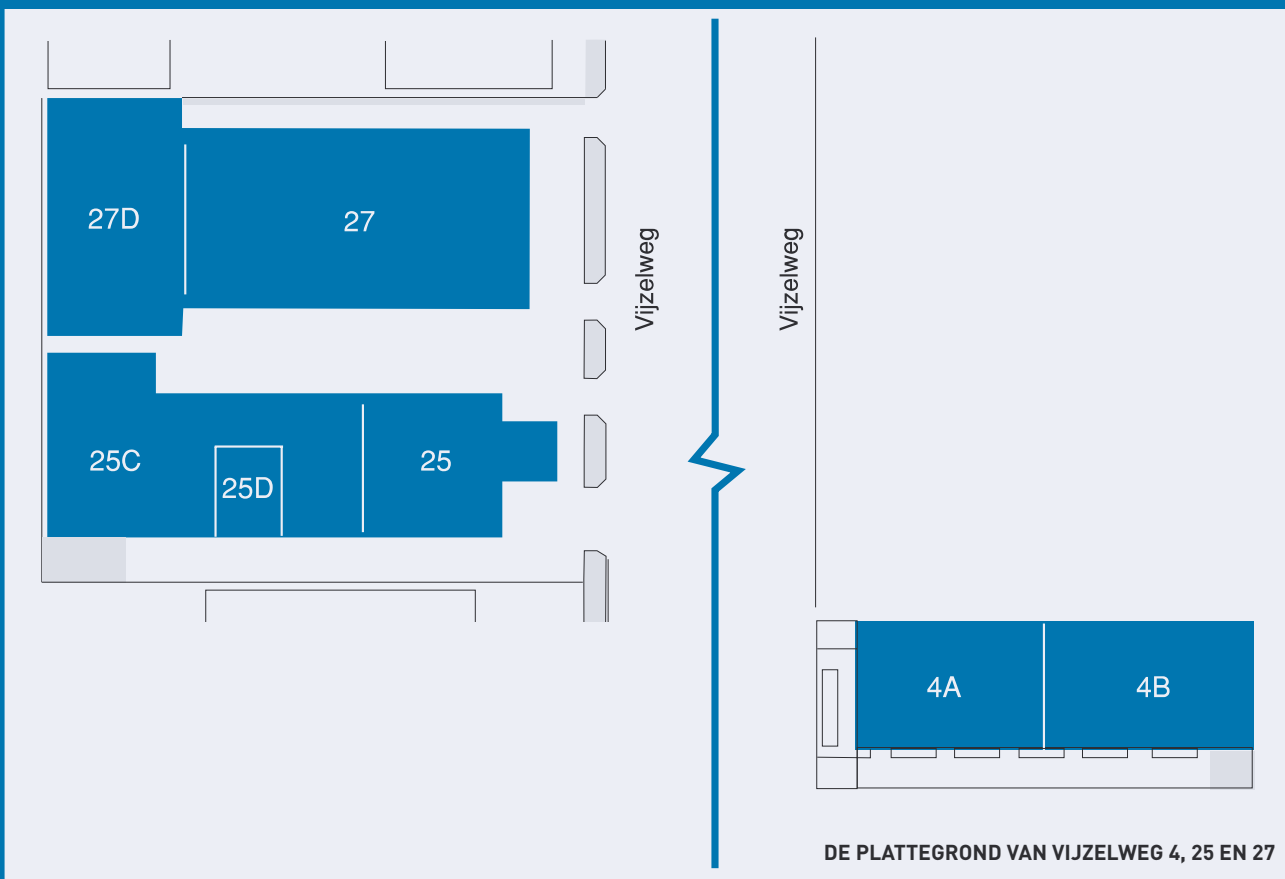 27D
27
25C
25D
25
Vijzelweg
Vijzelweg
4A
4B
DE PLATTEGROND VAN VIJZELWEG 4, 25 EN 27